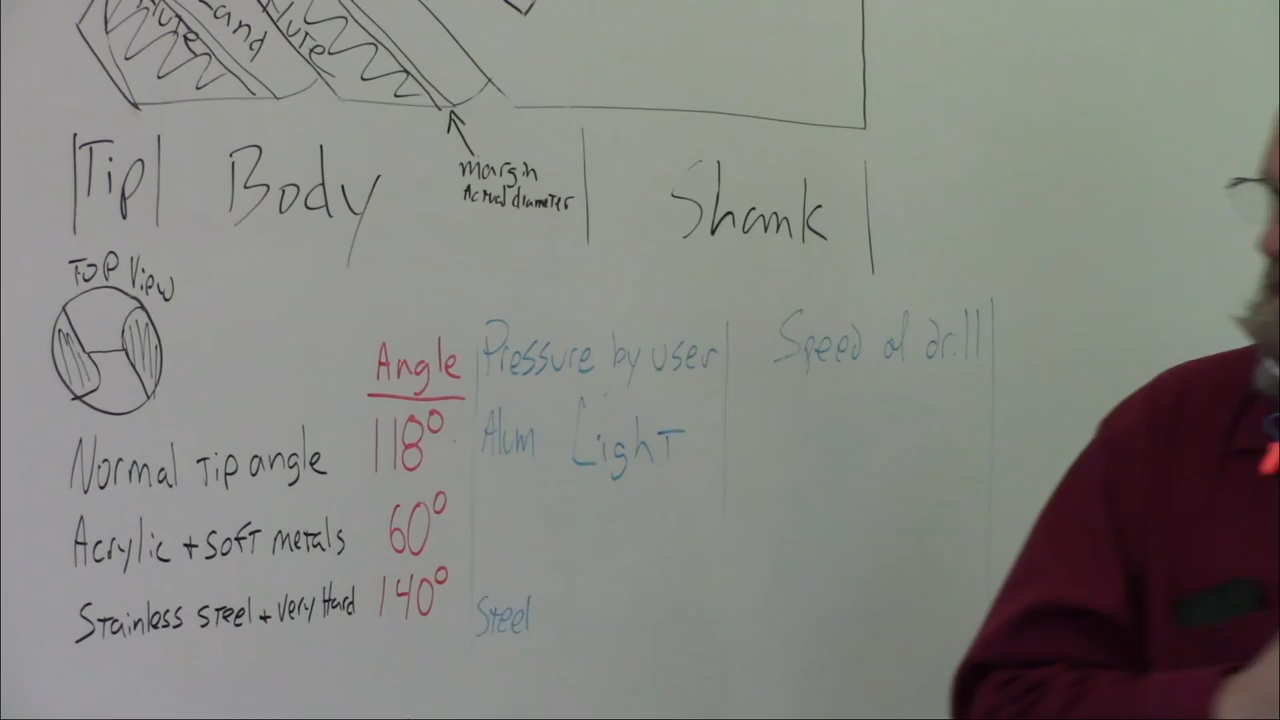 Flute
Land
Flute
Tip Body Shank
margin
Actual diameter
TOP View
Angle Pressure by user Speed of drill
Normal Tip angle 118° Alum Light
Acrylic + soft metals 60°
Stainless steel + Very Hard 140° Steel